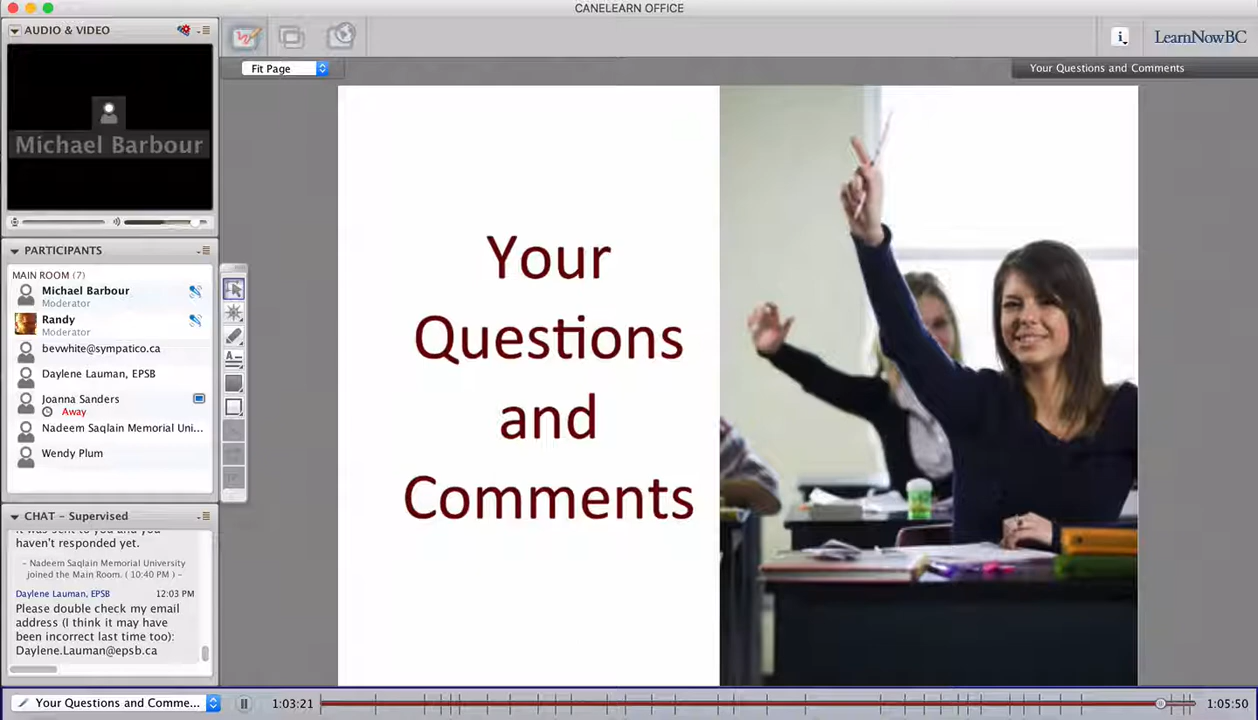 CANELEARN OFFICE
AUDIO & VIDEO
LearnNowBC
Fit Page
Your Questions and Comments
Michael Barbour
PARTICIPANTS
MAIN ROOM (7)
Michael Barbour
Moderator
Randy
Moderator
bevwhite@sympatico.ca
Daylene Lauman, EPSB
Joanna Sanders
Away
Nadeem Saqlain Memorial Uni...
Wendy Plum
CHAT – Supervised
it was sent to you and you
haven't responded yet.
– Nadeem Saqlain Memorial University
joined the Main Room. ( 10:40 PM ) –
Daylene Lauman, EPSB 12:03 PM
Please double check my email
address (I think it may have
been incorrect last time too):
Daylene.Lauman@epsb.ca
Your
Questions
and
Comments
Your Questions and Comme...
1:03:21
1:05:50